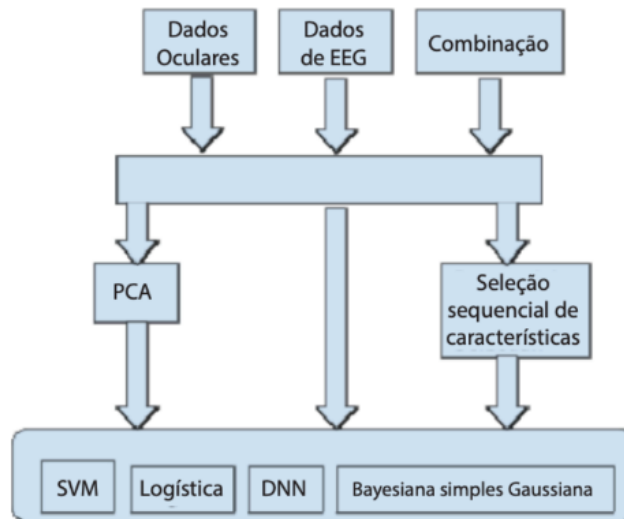 Dados
Oculares
Dados
de EEG
Combinação
PCA
Seleção
sequencial de
características
SVM
Logística
DNN
Bayesiana simples Gaussiana